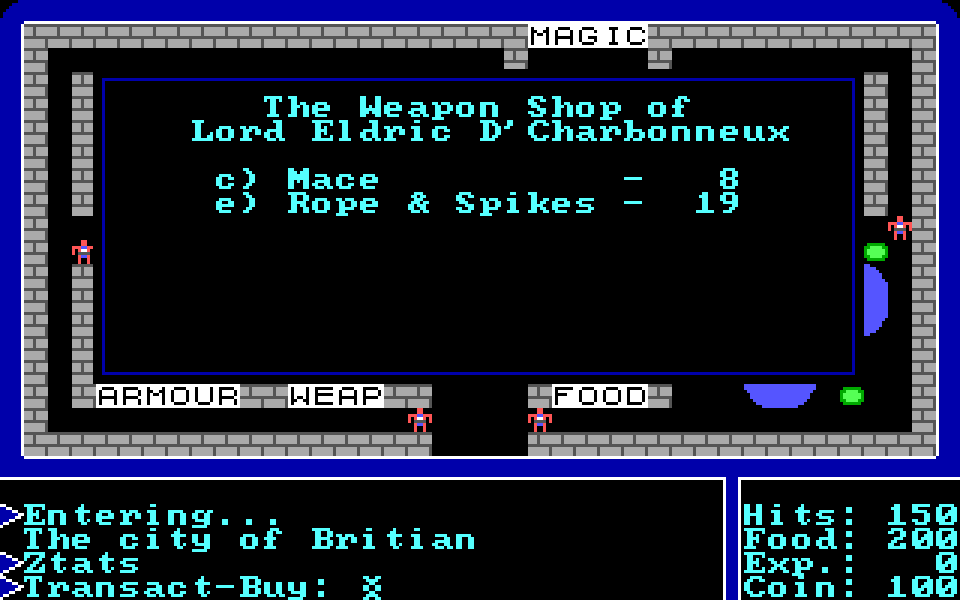 MAGIC
The Weapon Shop of
Lord Eldric D'Charbonneux
c) Mace - 8
e) Rope & Spikes - 19
ARMOUR WEAP FOOD
Entering...
The city of Britian
Ztats
Transact-Buy: x
Hits: 150
Food: 200
Exp.: 0
Coin: 100